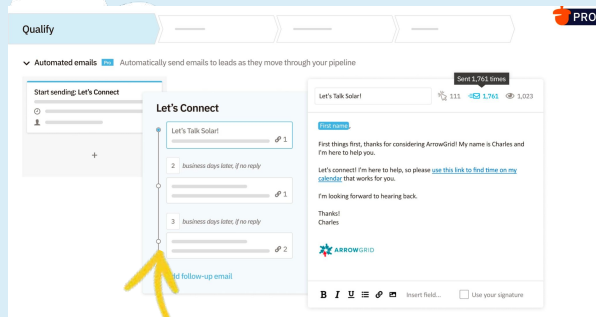 PRO
Qualify
Automated emails Pro Automatically send emails to leads as they move through your pipeline
Start sending: Let's Connect
+
Let's Connect
Let's Talk Solar!
1
2 business days later, if no reply
1
3 business days later, if no reply
2
Add follow-up email
Sent 1,761 times
Let's Talk Solar!
111 1,761 1,023
First name,
First things first, thanks for considering ArrowGrid! My name is Charles and
I'm here to help you.
Let's connect! I'm here to help, so please use this link to find time on my
calendar that works for you.
I'm looking forward to hearing back.
Thanks!
Charles
ARROWGRID
B I U Insert field... Use your signature